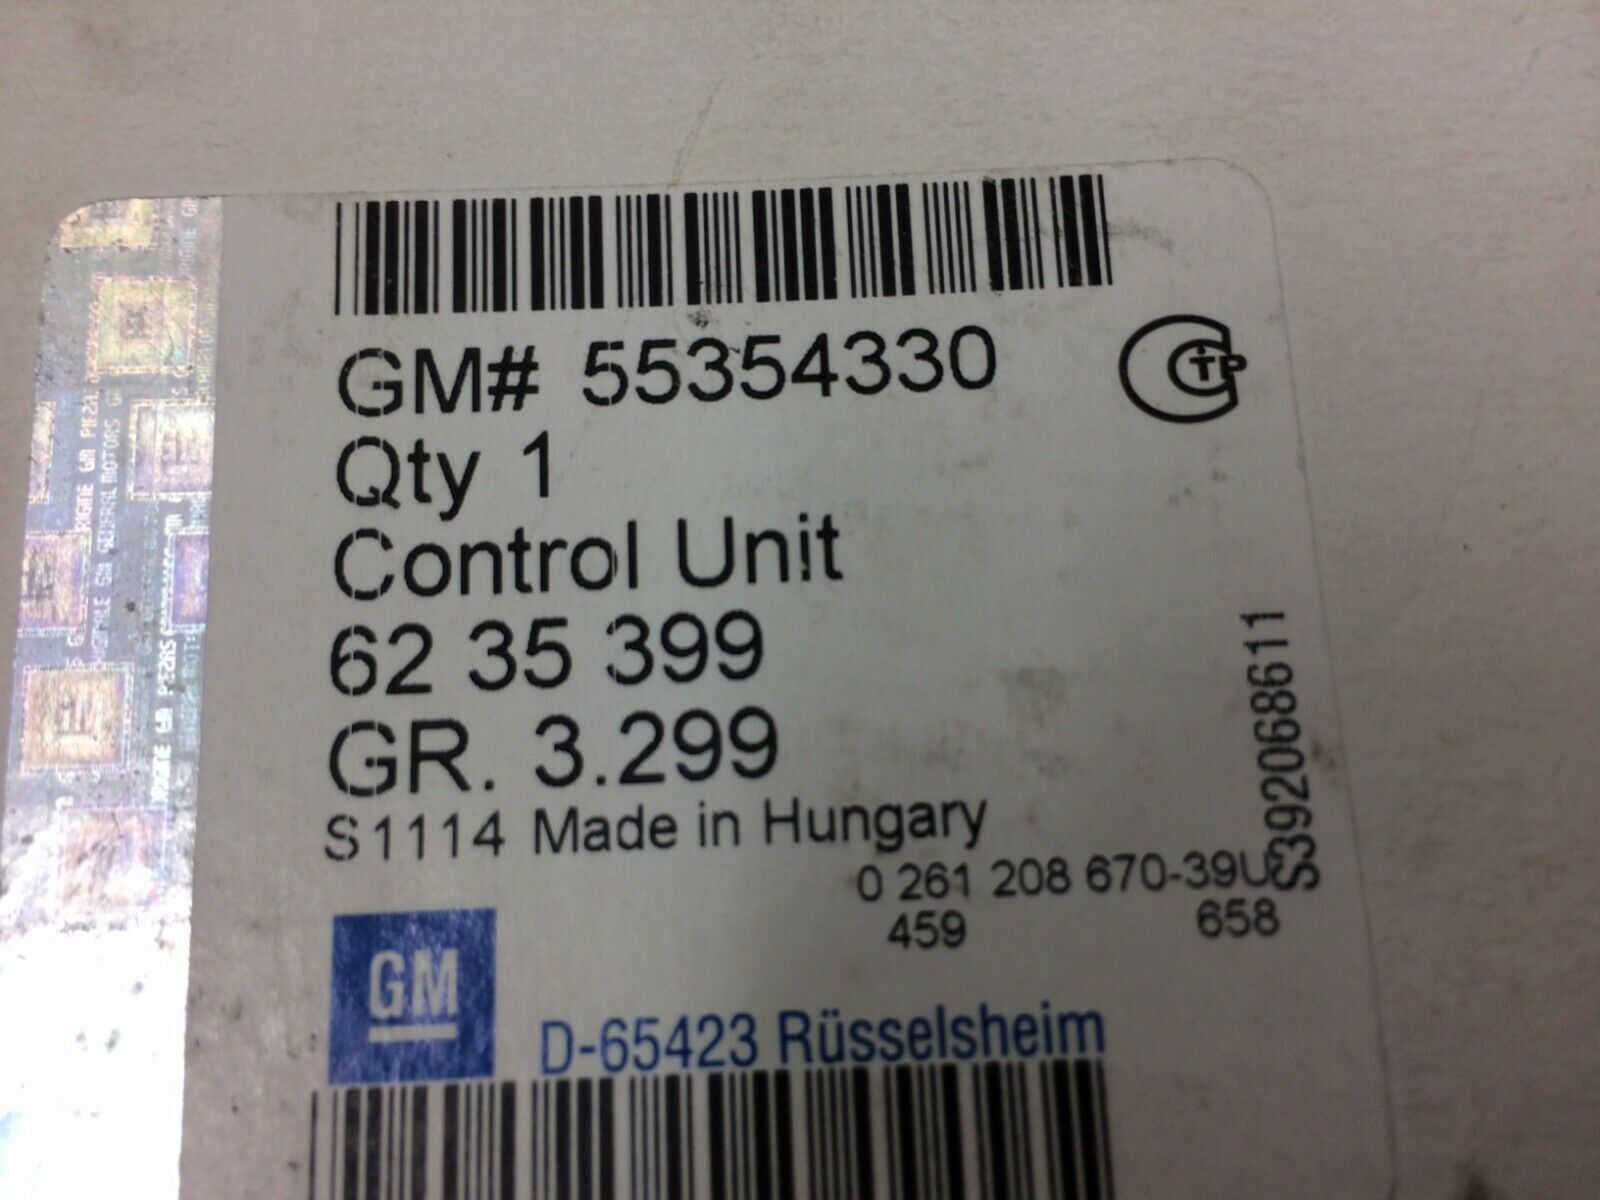 GM# 55354330
Qty 1
Control Unit
62 35 399
GR. 3.299
S1114 Made in Hungary
0 261 208 670-39U
459 658
S392068611
GM
D-65423 Rüsselsheim